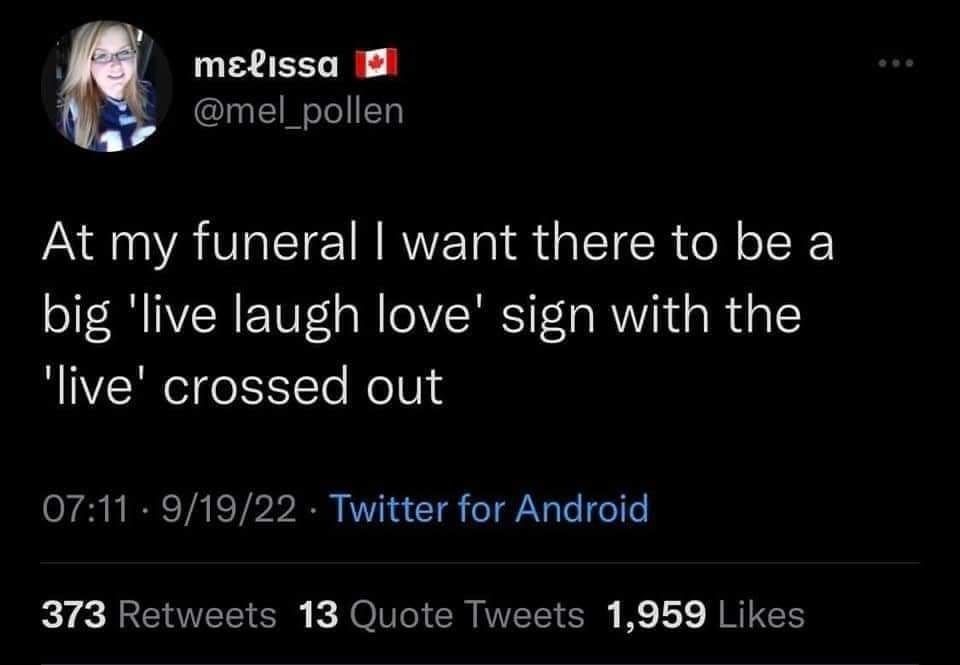 mɛℓıssɑ 🇨🇦
@mel_pollen
At my funeral I want there to be a
big 'live laugh love' sign with the
'live' crossed out
07:11 · 9/19/22 · Twitter for Android
373 Retweets 13 Quote Tweets 1,959 Likes